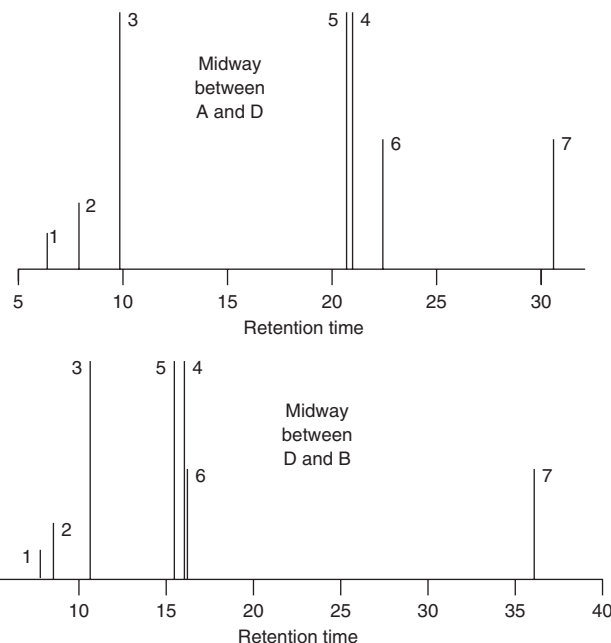 3 5 4
Midway
between
A and D
6 7
2
1
5 10 15 20 25 30
Retention time
3 5 4
Midway
between
D and B
6 7
2
1
10 15 20 25 30 35 40
Retention time